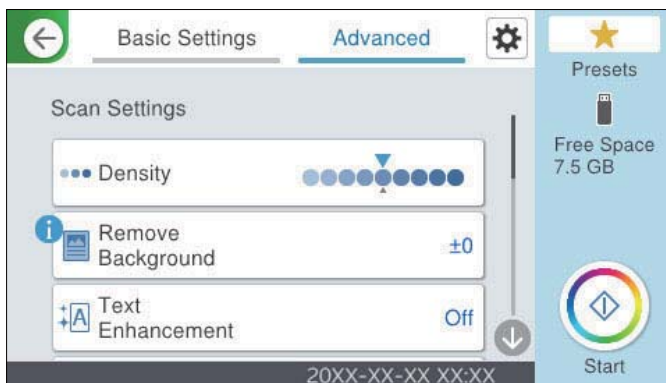 Basic Settings
Advanced
Presets
Scan Settings
Free Space
7.5 GB
Density
Remove
Background
±0
Text
Enhancement
Off
A
i
Start
20XX-XX-XX XX:XX